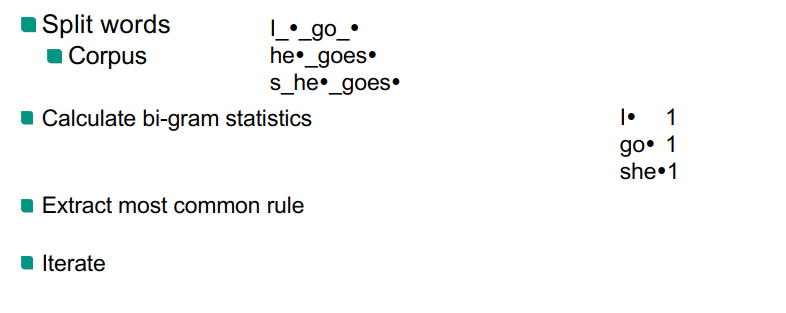 Split words
Corpus
I_•_go_•
he•_goes•
s_he•_goes•
Calculate bi-gram statistics
I• 1
go• 1
she•1
Extract most common rule
Iterate